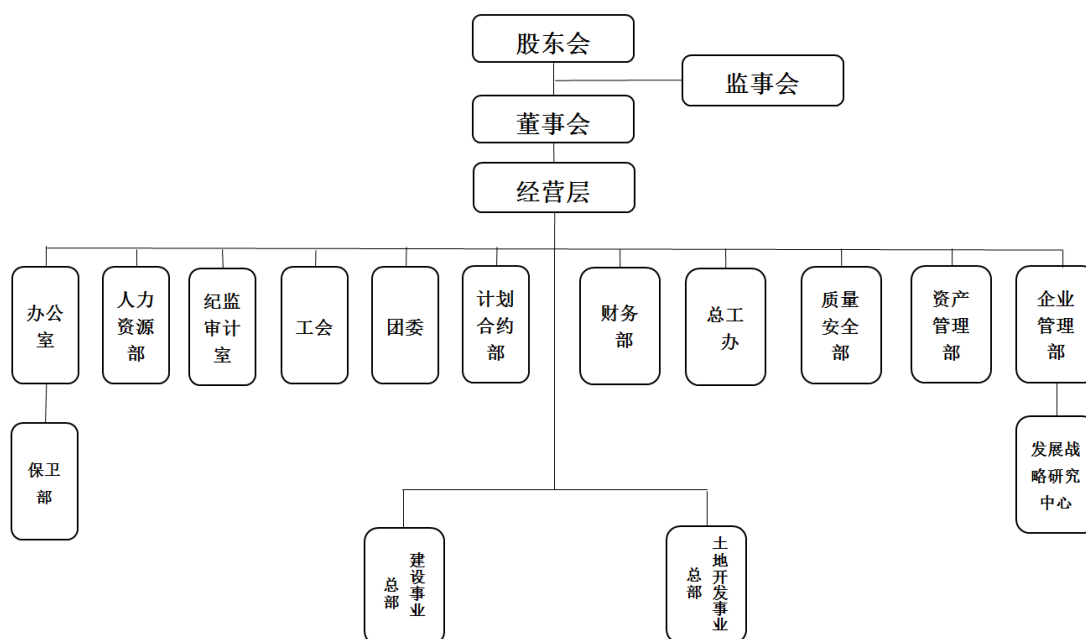 股东会
监事会
董事会
经营层
办公
室
人力
资源
部
纪监
审计
室
工会
团委
计划
合约
部
财务
部
总工
办
质量
安全
部
资产
管理
部
企业
管理
部
保卫
部
发展战
略研究
中心
建设事业
总部
土地开发事业
总部